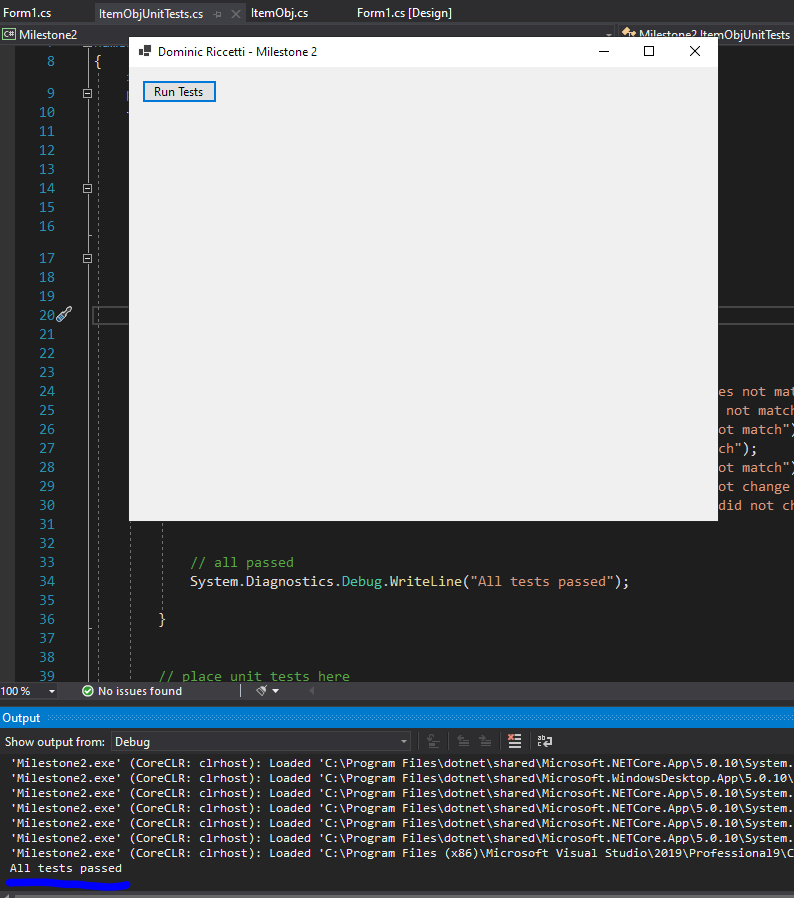 Form1.cs ItemObjUnitTests.cs ItemObj.cs Form1.cs [Design]
C# Milestone2 Milestone2.ItemObjUnitTests
Dominic Riccetti - Milestone 2
Run Tests
8 {
9
10
11
12
13
14
15
16
17
18
19
20
21
22
23
24 es not mat
25 not match
26 ot match")
27 ch");
28 ot match")
29 ot change
30 did not ch
31
32
33 // all passed
34 System.Diagnostics.Debug.WriteLine("All tests passed");
35
36 }
37
38
39 // place unit tests here
100 % No issues found
Output
Show output from: Debug
'Milestone2.exe' (CoreCLR: clrhost): Loaded 'C:\Program Files\dotnet\shared\Microsoft.NETCore.App\5.0.10\System.
'Milestone2.exe' (CoreCLR: clrhost): Loaded 'C:\Program Files\dotnet\shared\Microsoft.WindowsDesktop.App\5.0.10\
'Milestone2.exe' (CoreCLR: clrhost): Loaded 'C:\Program Files\dotnet\shared\Microsoft.NETCore.App\5.0.10\System.
'Milestone2.exe' (CoreCLR: clrhost): Loaded 'C:\Program Files\dotnet\shared\Microsoft.NETCore.App\5.0.10\System.
'Milestone2.exe' (CoreCLR: clrhost): Loaded 'C:\Program Files\dotnet\shared\Microsoft.NETCore.App\5.0.10\System.
'Milestone2.exe' (CoreCLR: clrhost): Loaded 'C:\Program Files\dotnet\shared\Microsoft.NETCore.App\5.0.10\System.
'Milestone2.exe' (CoreCLR: clrhost): Loaded 'C:\Program Files (x86)\Microsoft Visual Studio\2019\Professional9\C
All tests passed